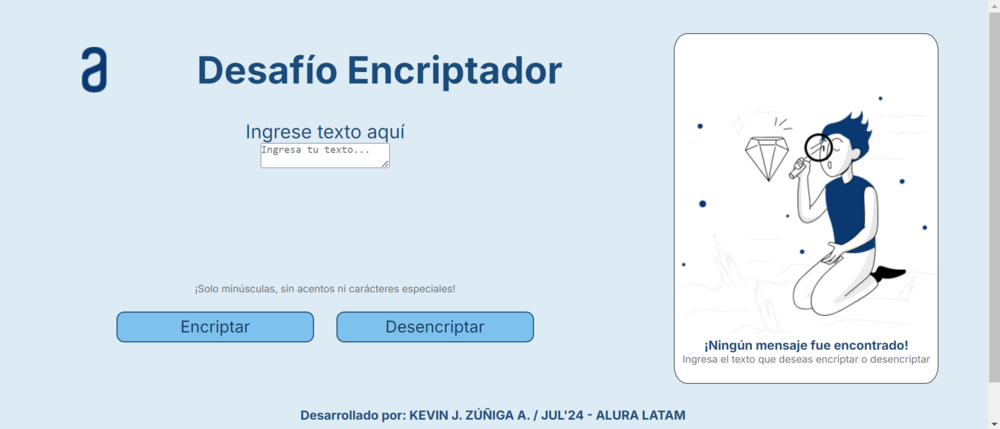 a
Desafío Encriptador
Ingrese texto aquí
Ingresa tu texto...
¡Solo minúsculas, sin acentos ni carácteres especiales!
Encriptar
Desencriptar
¡Ningún mensaje fue encontrado!
Ingresa el texto que deseas encriptar o desencriptar
Desarrollado por: KEVIN J. ZÚÑIGA A. / JUL'24 - ALURA LATAM